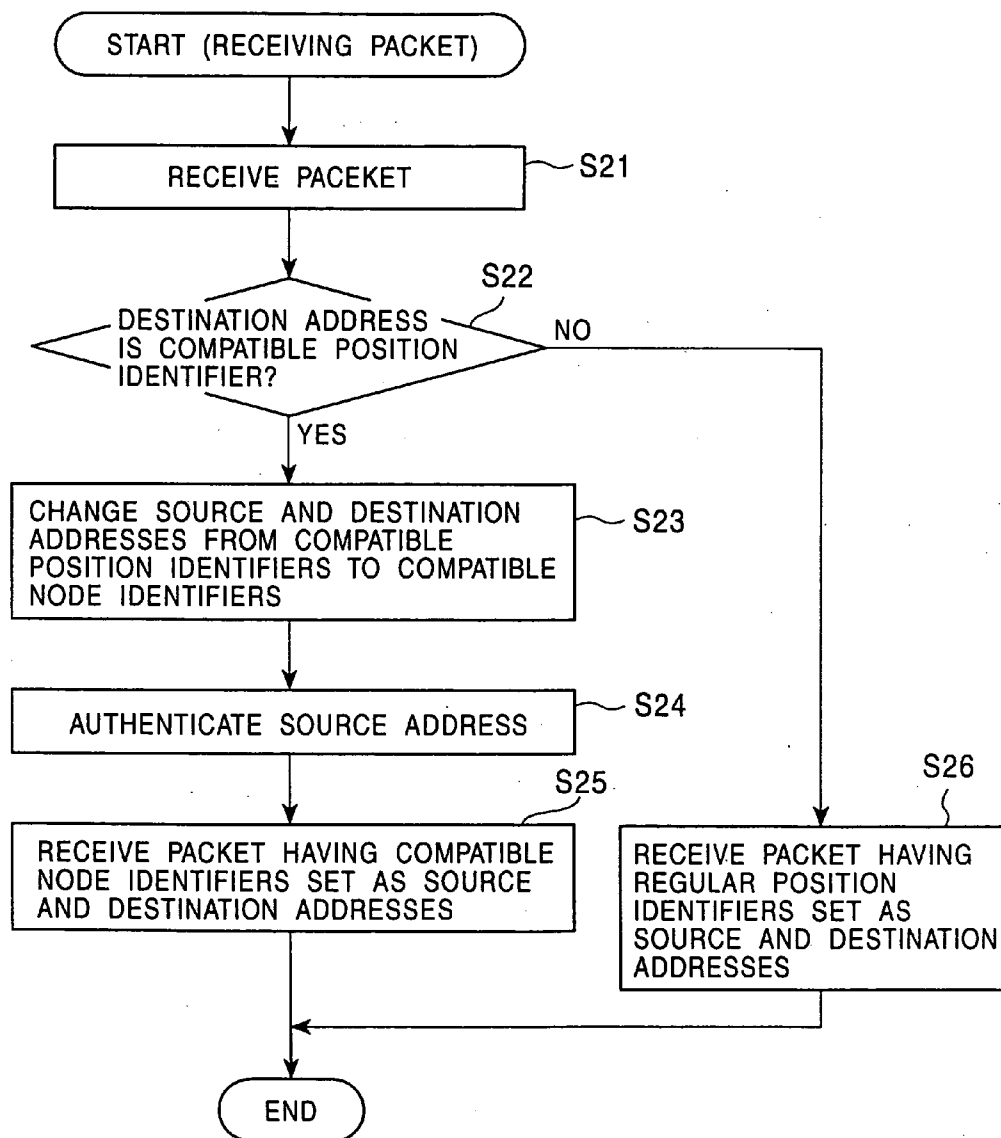 START (RECEIVING PACKET)
RECEIVE PACEKET
S21
S22
DESTINATION ADDRESS
IS COMPATIBLE POSITION
IDENTIFIER?
NO
YES
CHANGE SOURCE AND DESTINATION
ADDRESSES FROM COMPATIBLE
POSITION IDENTIFIERS TO COMPATIBLE
NODE IDENTIFIERS
S23
AUTHENTICATE SOURCE ADDRESS
S24
S25
RECEIVE PACKET HAVING COMPATIBLE
NODE IDENTIFIERS SET AS SOURCE
AND DESTINATION ADDRESSES
S26
RECEIVE PACKET HAVING
REGULAR POSITION
IDENTIFIERS SET AS
SOURCE AND DESTINATION
ADDRESSES
END